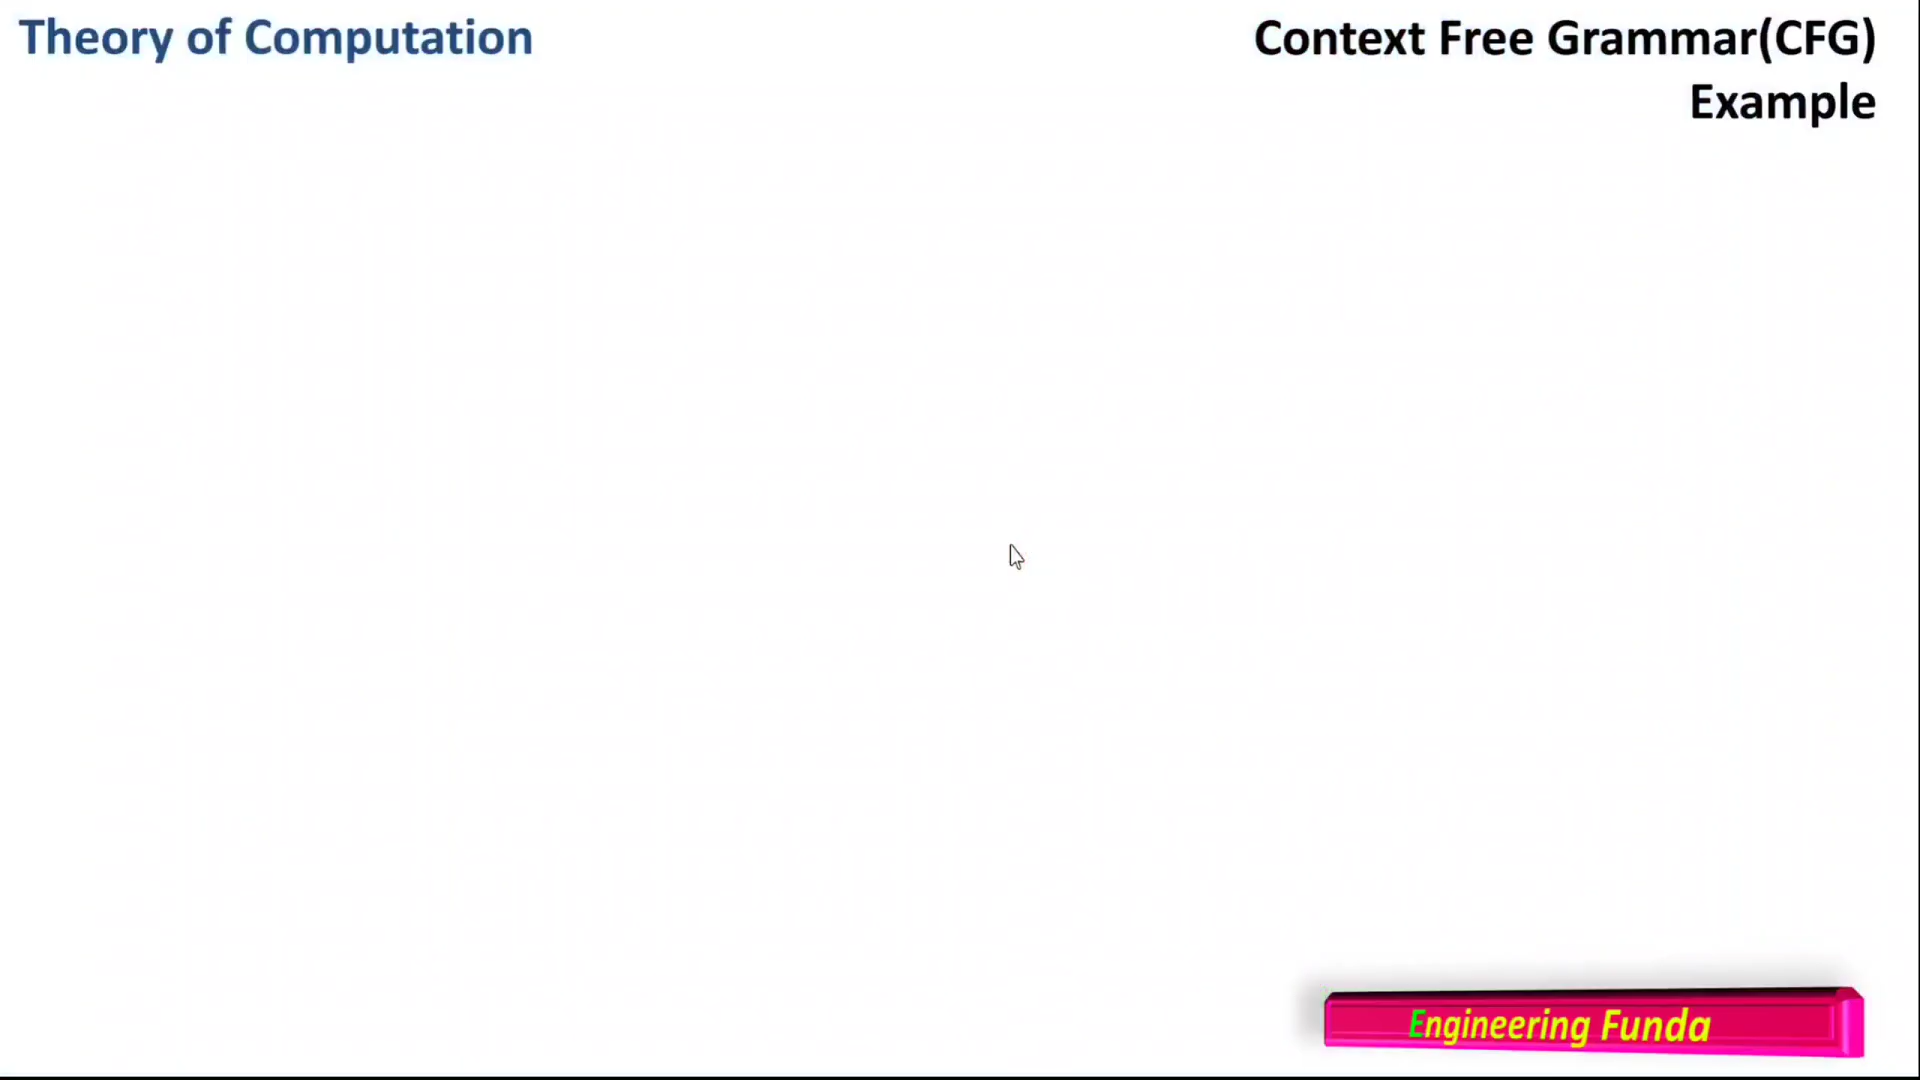 Theory of Computation
Context Free Grammar(CFG)
Example
Engineering Funda